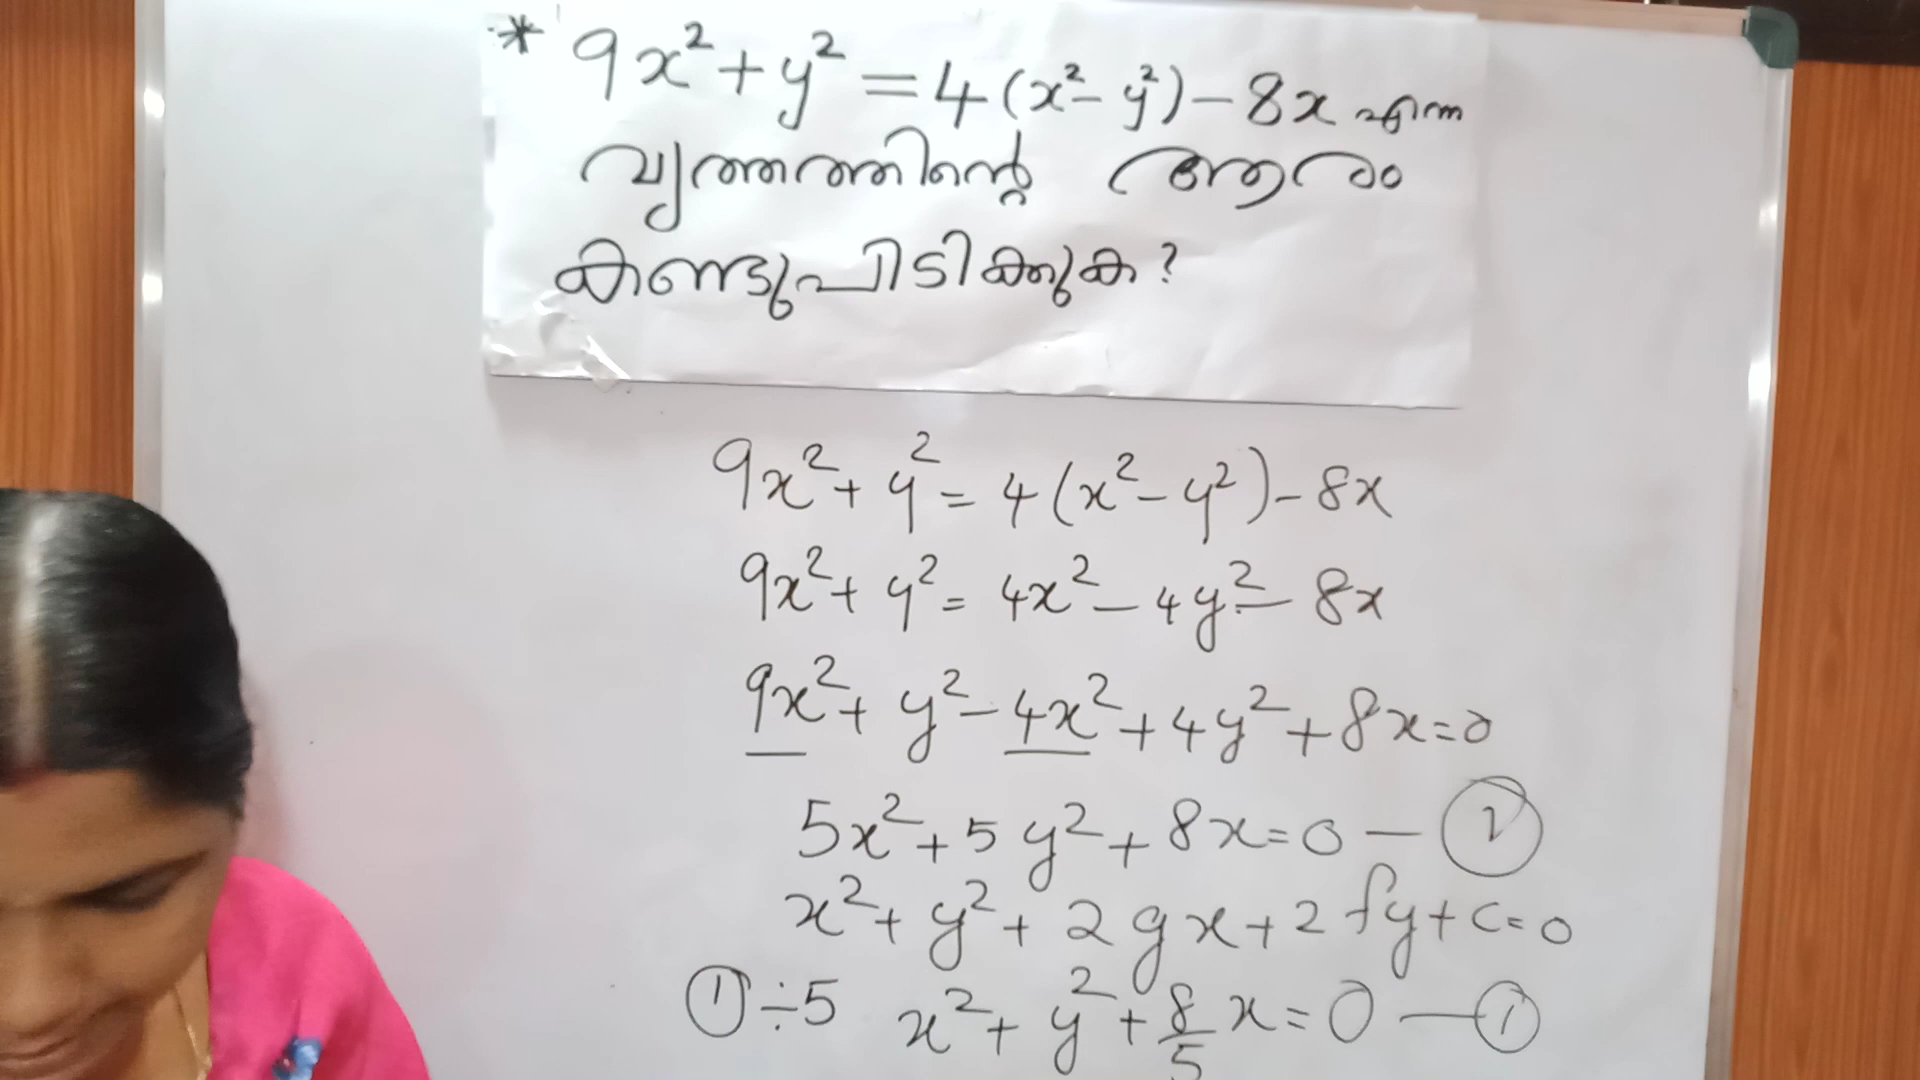 * 9x² + y² = 4(x² - y²) - 8x എന്ന
വൃത്തത്തിന്റെ ആരം
കണ്ടുപിടിക്കുക?
9x² + y² = 4(x² - y²) - 8x
9x² + y² = 4x² - 4y² - 8x
9x² + y² - 4x² + 4y² + 8x = 0
5x² + 5y² + 8x = 0 —
x² + y² + 2gx + 2fy + c = 0
① ÷ 5 x² + y² + 8/5 x = 0 — ①